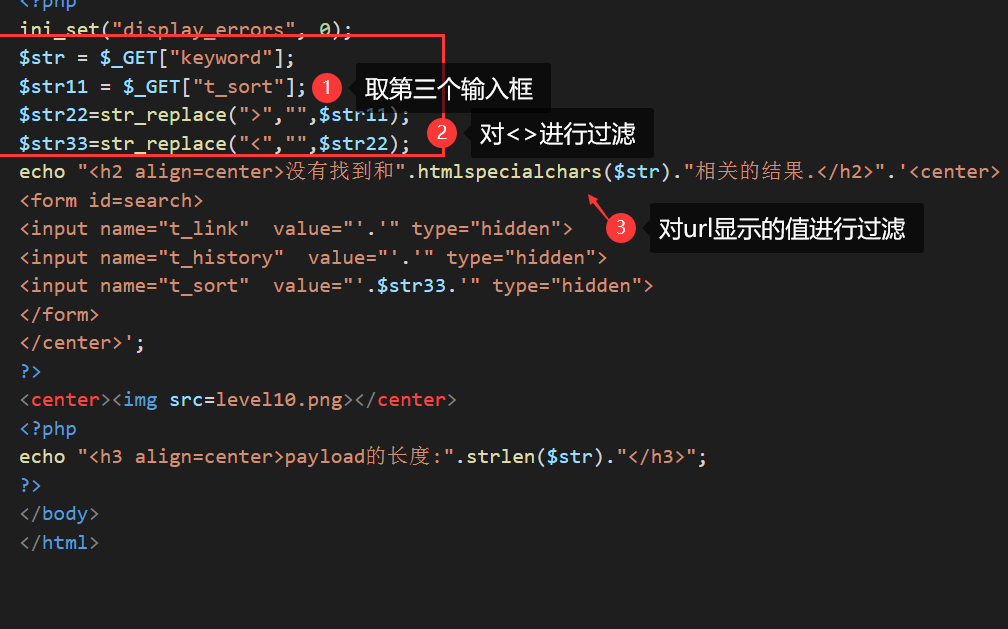 <?php
ini_set("display_errors", 0);
$str = $_GET["keyword"];
$str11 = $_GET["t_sort"];
1 取第三个输入框
$str22=str_replace(">","",$str11);
2 对<>进行过滤
$str33=str_replace("<","",$str22);
echo "<h2 align=center>没有找到和".htmlspecialchars($str)."相关的结果.</h2>".'<center>
<form id=search>
<input name="t_link"  value="'.'" type="hidden">
3 对url显示的值进行过滤
<input name="t_history"  value="'.'" type="hidden">
<input name="t_sort"  value="'.$str33.'" type="hidden">
</form>
</center>';
?>
<center><img src=level10.png></center>
<?php
echo "<h3 align=center>payload的长度:".strlen($str)."</h3>";
?>
</body>
</html>